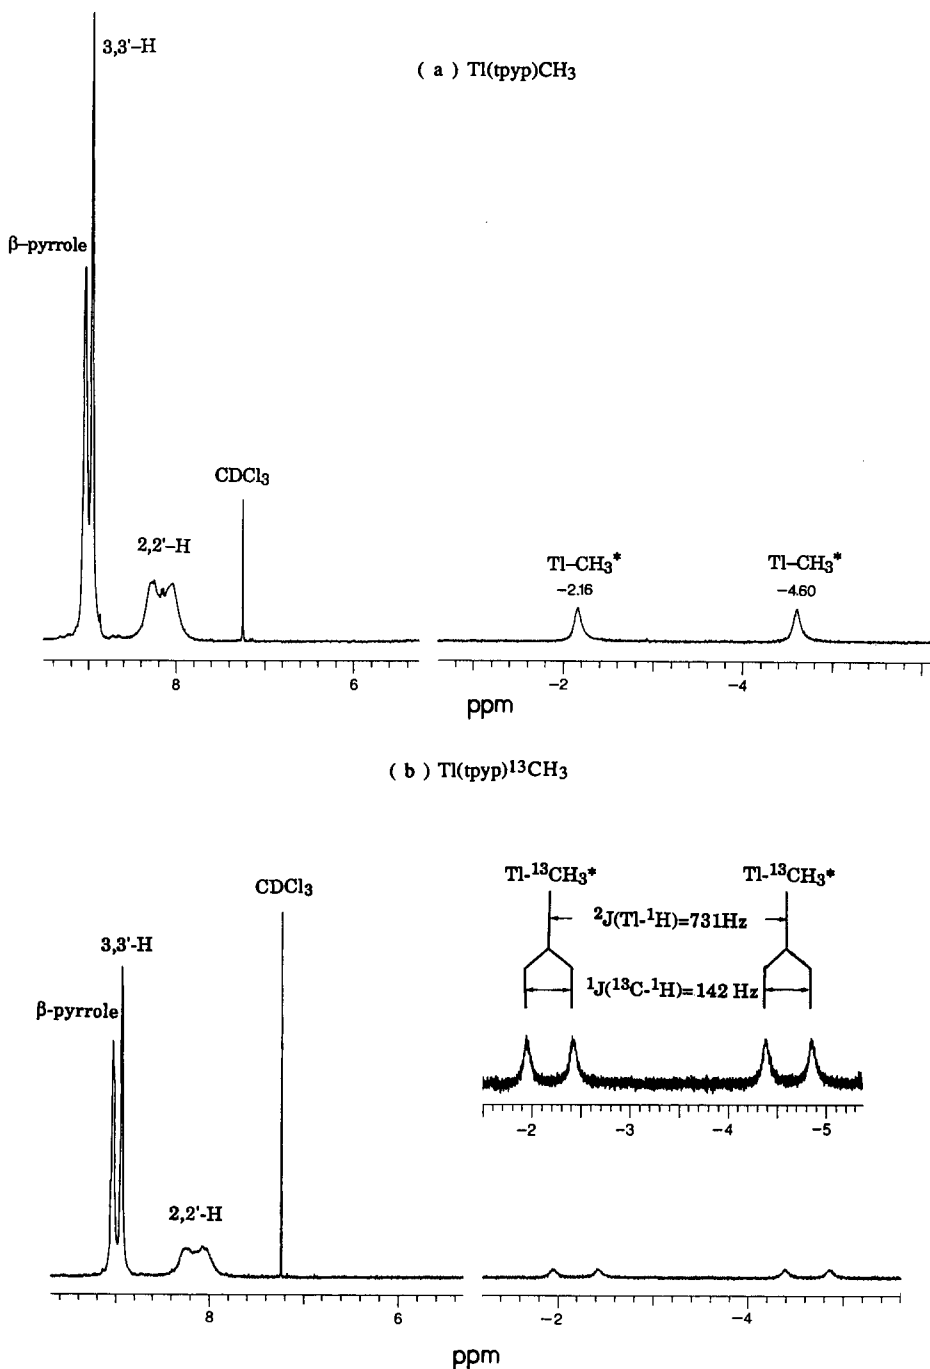 3,3'–H
( a ) Tl(tpyp)CH3
β–pyrrole
CDCl3
2,2'–H
Tl–CH3* Tl–CH3*
−2.16 −4.60
8 6 −2 −4
ppm
( b ) Tl(tpyp)13CH3
Tl-13CH3* Tl-13CH3*
CDCl3
2J(Tl-1H)=731Hz
3,3'-H
1J(13C-1H)=142 Hz
β-pyrrole
−2 −3 −4 −5
2,2'-H
8 6 −2 −4
ppm